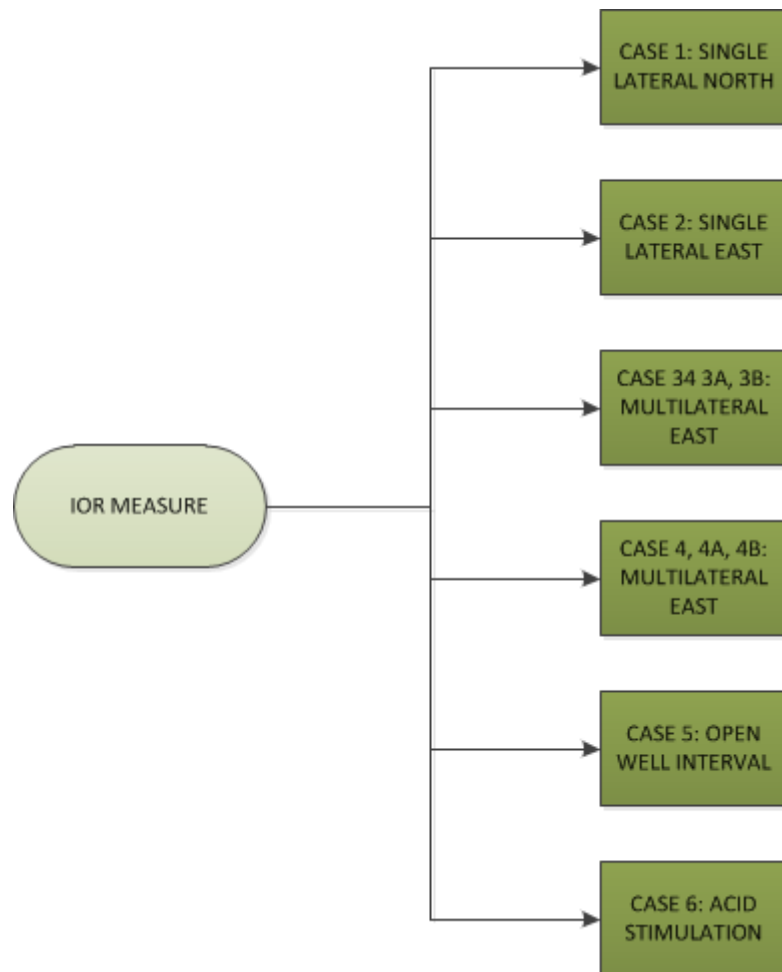 CASE 1: SINGLE
LATERAL NORTH
CASE 2: SINGLE
LATERAL EAST
CASE 34 3A, 3B:
MULTILATERAL
EAST
IOR MEASURE
CASE 4, 4A, 4B:
MULTILATERAL
EAST
CASE 5: OPEN
WELL INTERVAL
CASE 6: ACID
STIMULATION